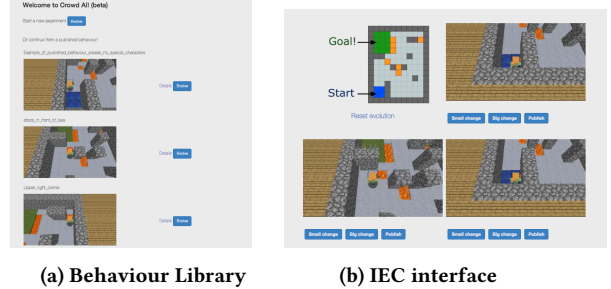 Welcome to Crowd AI! (beta)
Start a new experiment Evolve
Or continue from a published behaviour:
Example_of_published_behaviour_please_no_special_characters
Details Evolve
stops_in_front_of_lava
Details Evolve
Upper_right_corner
Details Evolve
(a) Behaviour Library
Goal!
Start
Reset evolution
Small change Big change Publish
Small change Big change Publish
Small change Big change Publish
(b) IEC interface